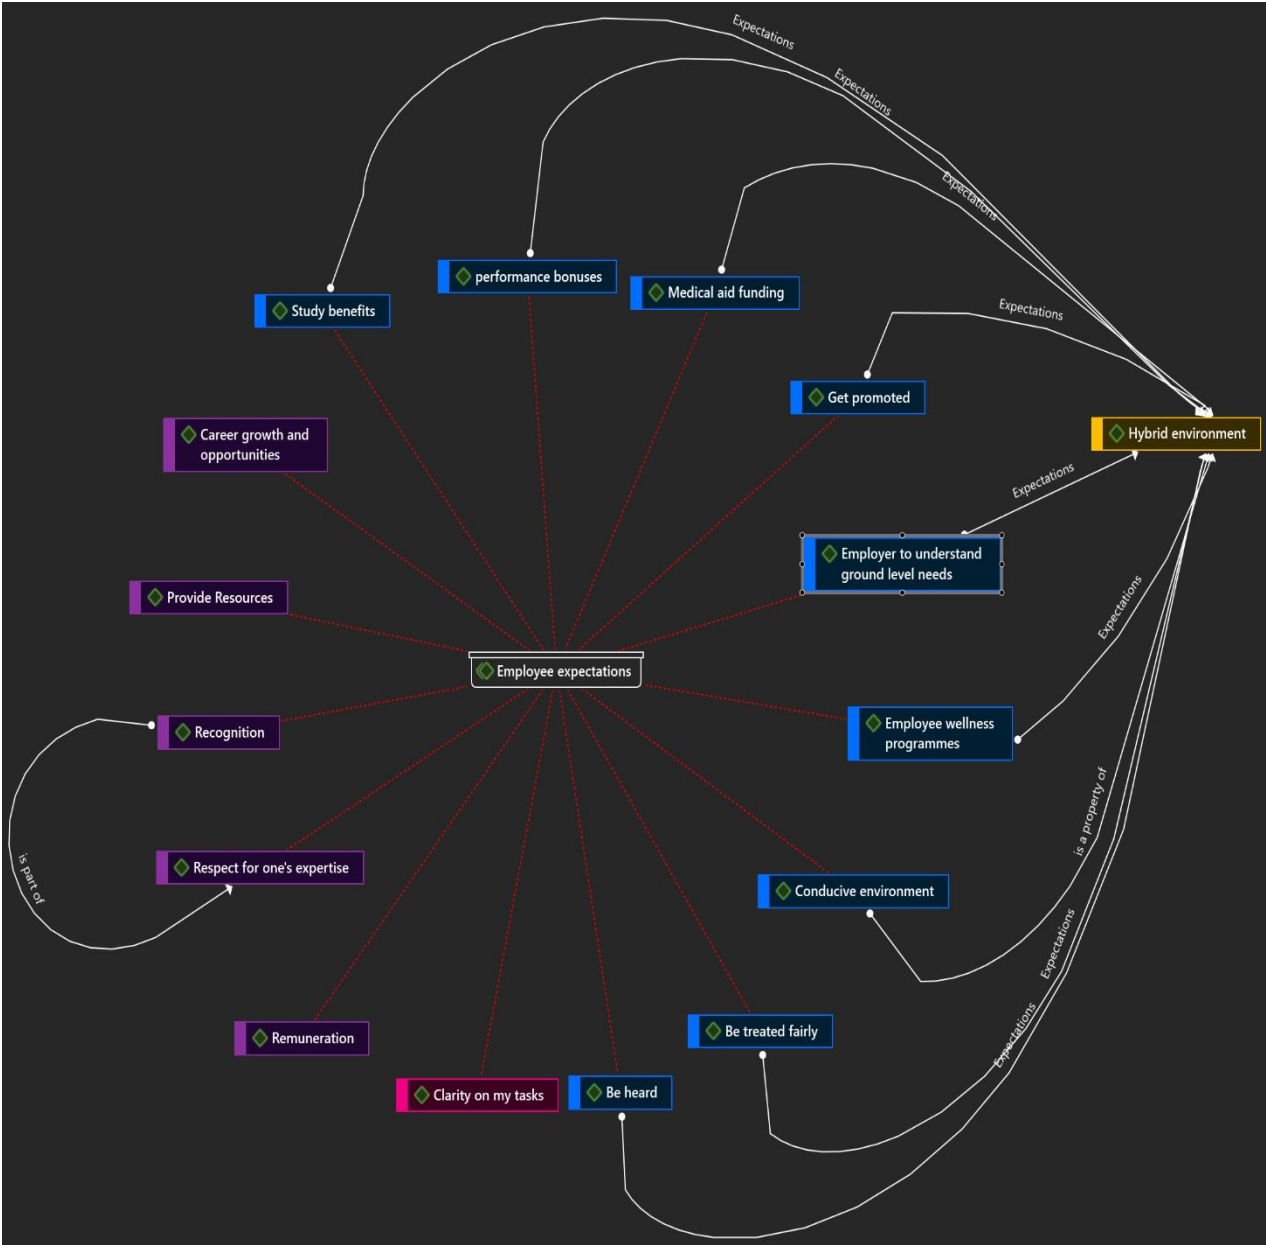 Expectations
Expectations
Expectations
performance bonuses
Medical aid funding
Study benefits
Expectations
Get promoted
Career growth and
opportunities
Hybrid environment
Expectations
Employer to understand
ground level needs
Provide Resources
Expectations
Employee expectations
Recognition
Employee wellness
programmes
is a property of
Respect for one's expertise
is part of
Conducive environment
Expectations
Expectations
Be treated fairly
Remuneration
Clarity on my tasks
Be heard